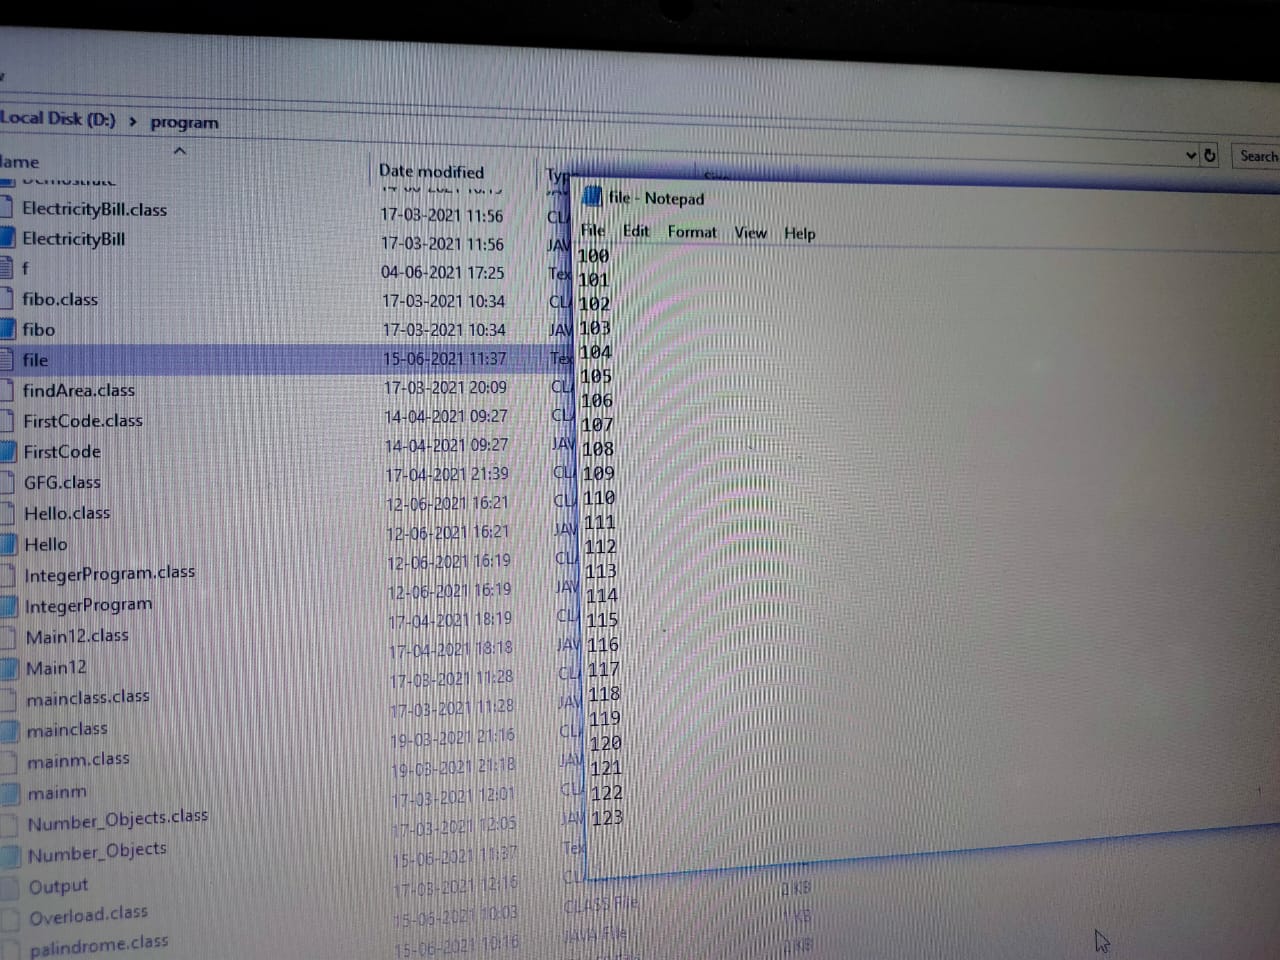 Local Disk (D:) > program
Search
Name
Date modified
ElectricityBill.class 17-03-2021 11:56
ElectricityBill 17-03-2021 11:56
f 04-06-2021 17:25
fibo.class 17-03-2021 10:34
fibo 17-03-2021 10:34
file 15-06-2021 11:37
findArea.class 17-03-2021 20:09
FirstCode.class 14-04-2021 09:27
FirstCode 14-04-2021 09:27
GFG.class 17-04-2021 21:39
Hello.class 12-06-2021 16:21
Hello 12-06-2021 16:21
IntegerProgram.class 12-06-2021 16:19
IntegerProgram 12-06-2021 16:19
Main12.class 17-04-2021 18:19
Main12 17-04-2021 18:18
mainclass.class 17-03-2021 11:28
mainclass 17-03-2021 11:28
mainm.class 19-03-2021 21:16
mainm 19-03-2021 21:18
Number_Objects.class 17-03-2021 12:01
Number_Objects 17-03-2021 12:05
Output 15-06-2021 11:37
Overload.class 17-03-2021 12:16
palindrome.class 15-06-2021 10:03
15-06-2021 10:16
CLASS File
JAVA File
file - Notepad
File Edit Format View Help
100
101
102
103
104
105
106
107
108
109
110
111
112
113
114
115
116
117
118
119
120
121
122
123